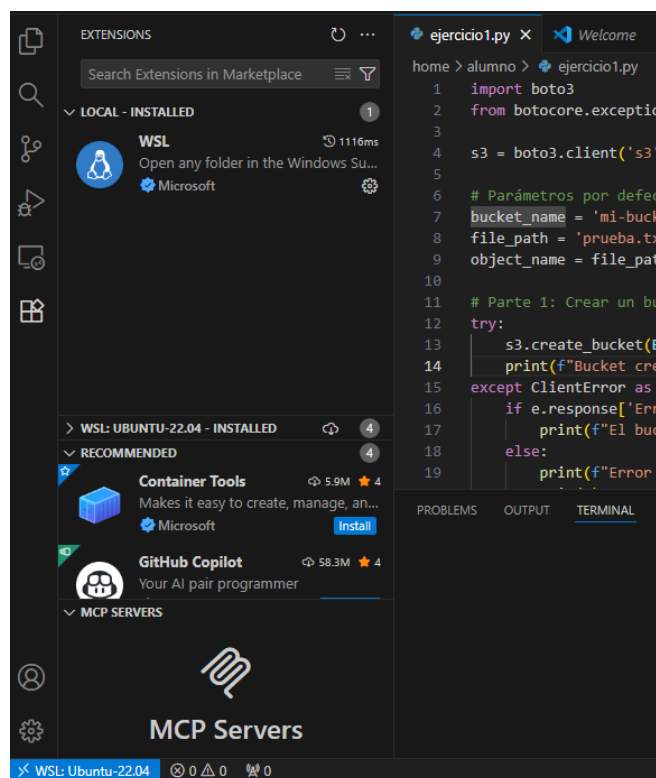 EXTENSIONS
Search Extensions in Marketplace
LOCAL - INSTALLED 1
WSL 1116ms
Open any folder in the Windows Su...
Microsoft
WSL: UBUNTU-22.04 - INSTALLED 4
RECOMMENDED 4
Container Tools 5.9M 4
Makes it easy to create, manage, an...
Microsoft Install
GitHub Copilot 58.3M 4
Your AI pair programmer
MCP SERVERS
MCP Servers
ejercicio1.py Welcome
home > alumno > ejercicio1.py
1 import boto3
2 from botocore.exceptio
3
4 s3 = boto3.client('s3'
5
6 # Parámetros por defec
7 bucket_name = 'mi-buck
8 file_path = 'prueba.tx
9 object_name = file_pat
10
11 # Parte 1: Crear un bu
12 try:
13 s3.create_bucket(B
14 print(f"Bucket cre
15 except ClientError as
16 if e.response['Err
17 print(f"El buc
18 else:
19 print(f"Error
PROBLEMS OUTPUT TERMINAL
WSL: Ubuntu-22.04 0 0 0